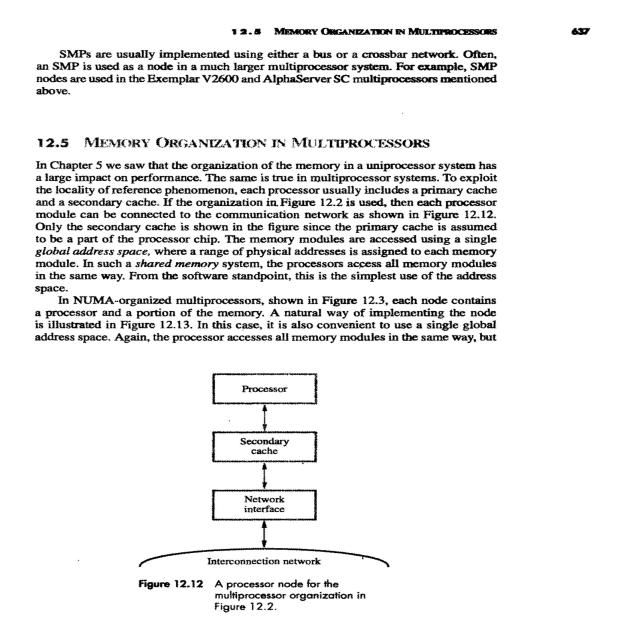 12.5 MEMORY ORGANIZATION IN MULTIPROCESSORS 637
SMPs are usually implemented using either a bus or a crossbar network. Often,
an SMP is used as a node in a much larger multiprocessor system. For example, SMP
nodes are used in the Exemplar V2600 and AlphaServer SC multiprocessors mentioned
above.
12.5 MEMORY ORGANIZATION IN MULTIPROCESSORS
In Chapter 5 we saw that the organization of the memory in a uniprocessor system has
a large impact on performance. The same is true in multiprocessor systems. To exploit
the locality of reference phenomenon, each processor usually includes a primary cache
and a secondary cache. If the organization in Figure 12.2 is used, then each processor
module can be connected to the communication network as shown in Figure 12.12.
Only the secondary cache is shown in the figure since the primary cache is assumed
to be a part of the processor chip. The memory modules are accessed using a single
global address space, where a range of physical addresses is assigned to each memory
module. In such a shared memory system, the processors access all memory modules
in the same way. From the software standpoint, this is the simplest use of the address
space.
In NUMA-organized multiprocessors, shown in Figure 12.3, each node contains
a processor and a portion of the memory. A natural way of implementing the node
is illustrated in Figure 12.13. In this case, it is also convenient to use a single global
address space. Again, the processor accesses all memory modules in the same way, but
Processor
Secondary
cache
Network
interface
Interconnection network
Figure 12.12 A processor node for the
multiprocessor organization in
Figure 12.2.